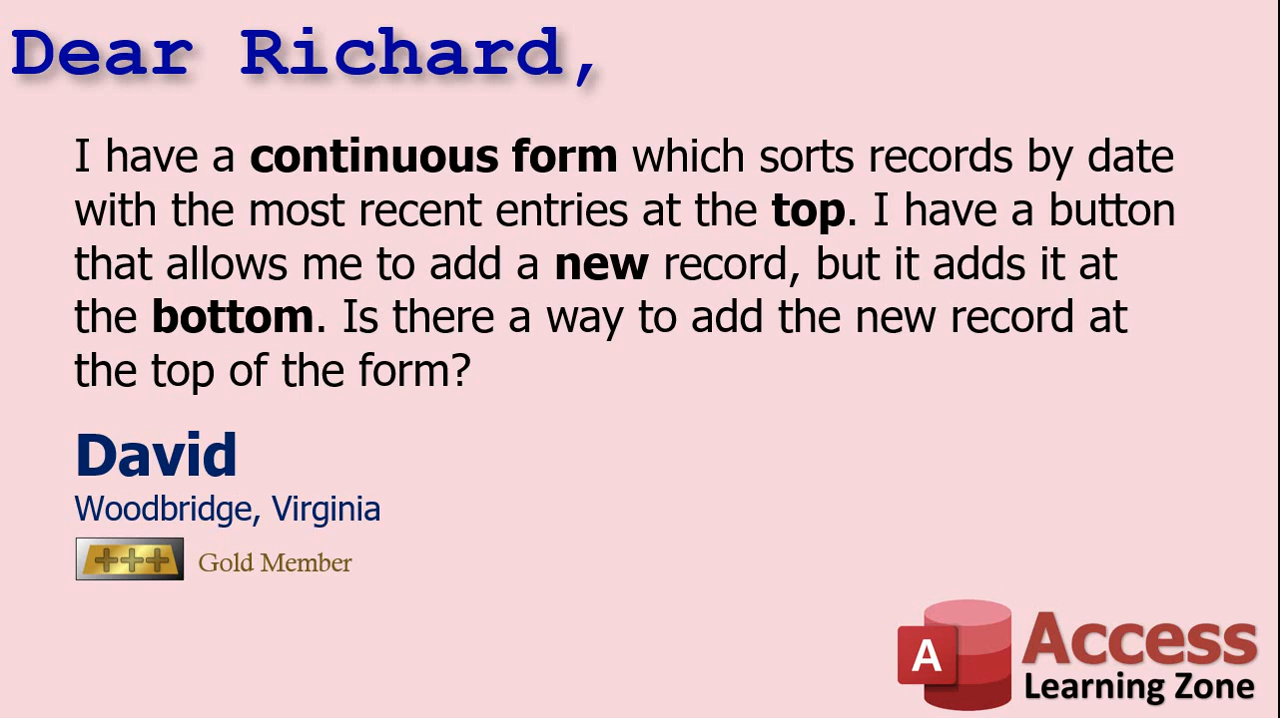 Dear Richard,
I have a continuous form which sorts records by date
with the most recent entries at the top. I have a button
that allows me to add a new record, but it adds it at
the bottom. Is there a way to add the new record at
the top of the form?
David
Woodbridge, Virginia
+++ Gold Member
A Access
Learning Zone